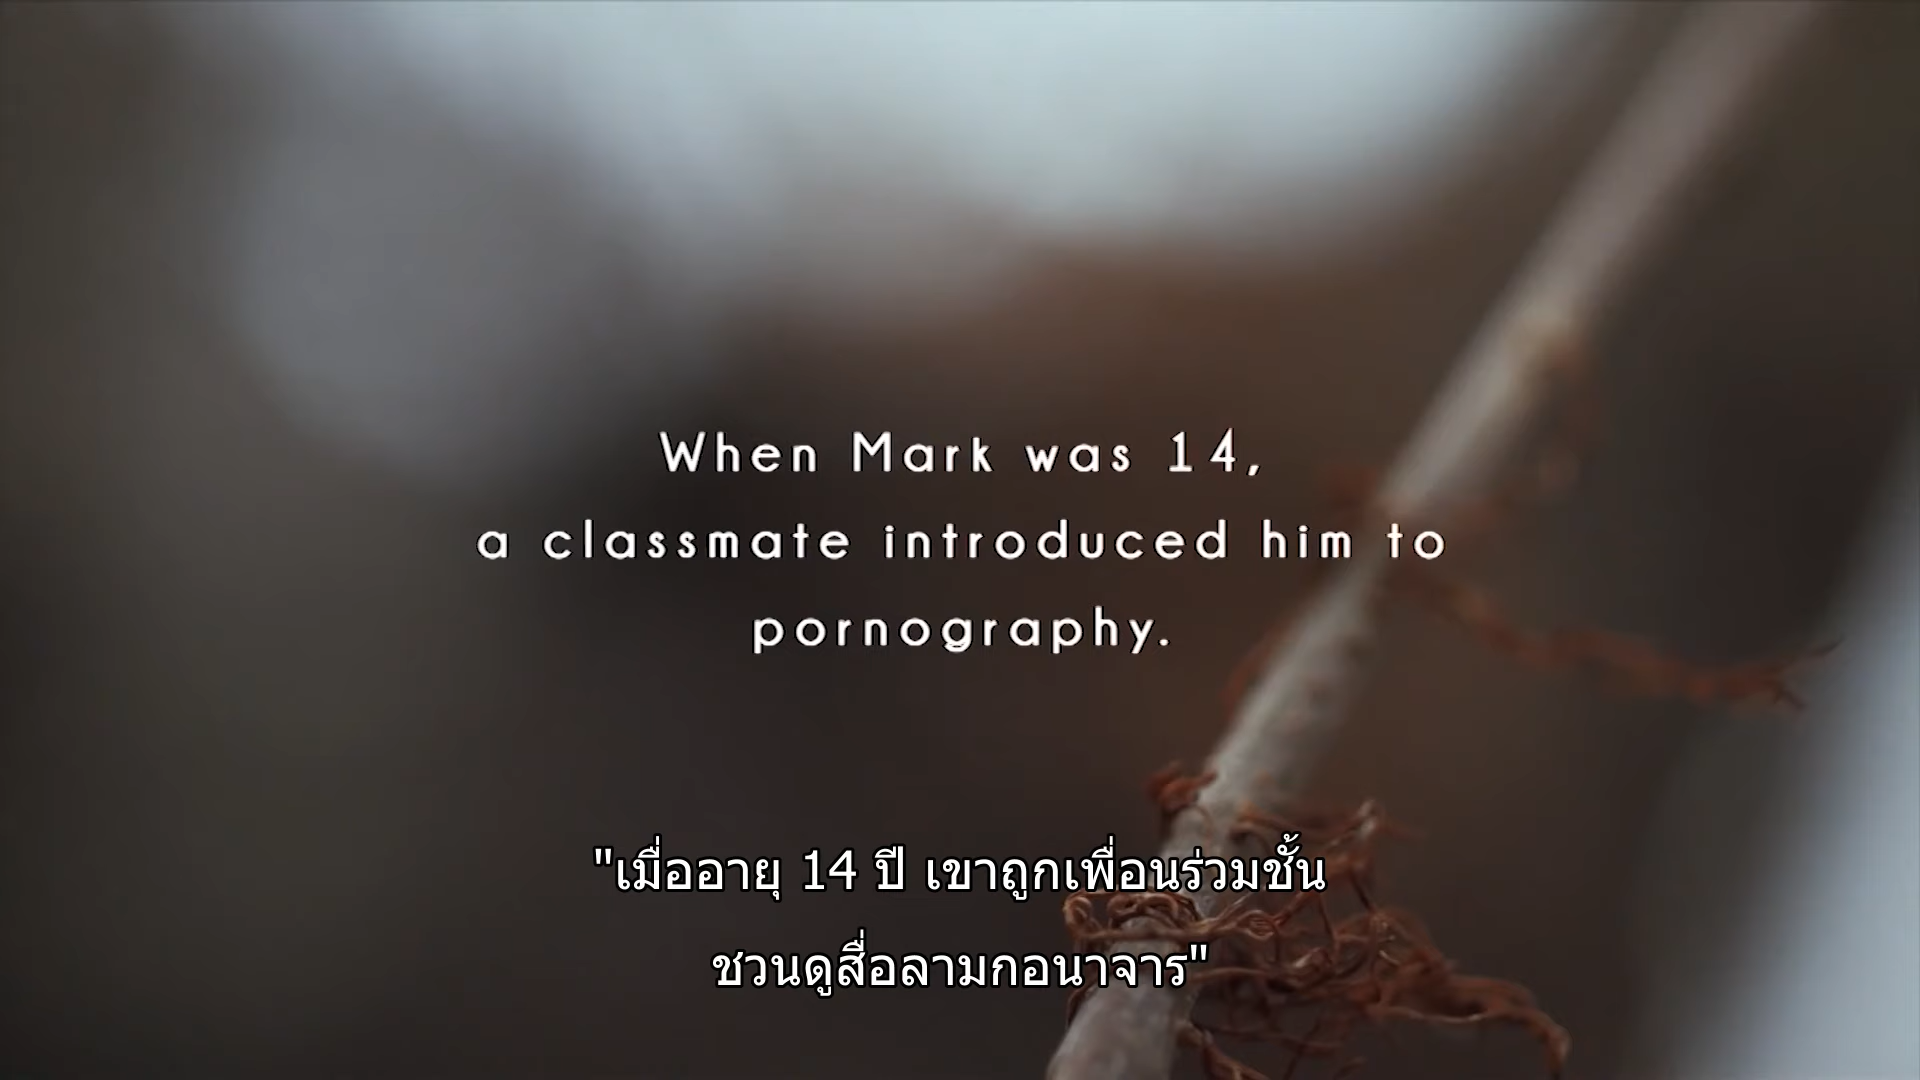 When Mark was 14,
a classmate introduced him to
pornography.
"เมื่ออายุ 14 ปี เขาถูกเพื่อนร่วมชั้น
ชวนดูสื่อลามกอนาจาร"